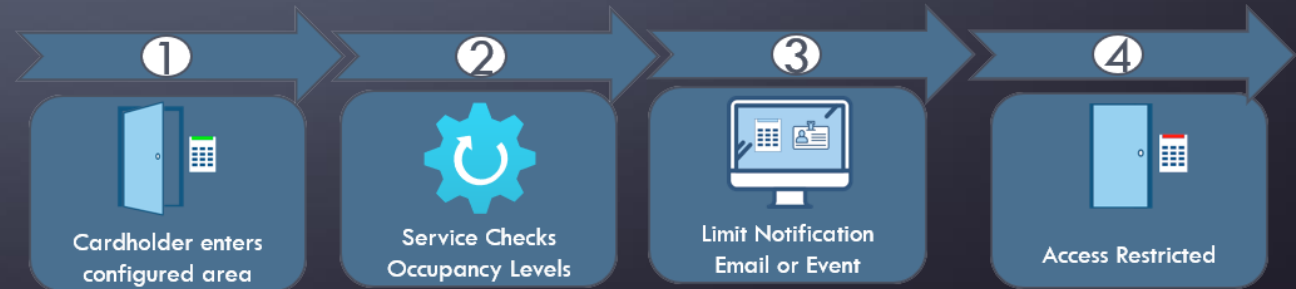 1
2
3
4
Cardholder enters
configured area
Service Checks
Occupancy Levels
Limit Notification
Email or Event
Access Restricted